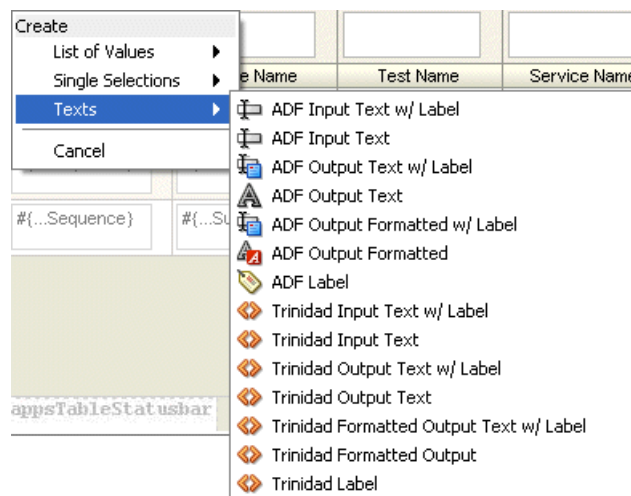 Create
List of Values
Single Selections
e Name
Test Name
Service Name
Texts
Cancel
#{...Sequence}
#{...Su
appsTableStatusbar
ADF Input Text w/ Label
ADF Input Text
ADF Output Text w/ Label
ADF Output Text
ADF Output Formatted w/ Label
ADF Output Formatted
ADF Label
Trinidad Input Text w/ Label
Trinidad Input Text
Trinidad Output Text w/ Label
Trinidad Output Text
Trinidad Formatted Output Text w/ Label
Trinidad Formatted Output
Trinidad Label